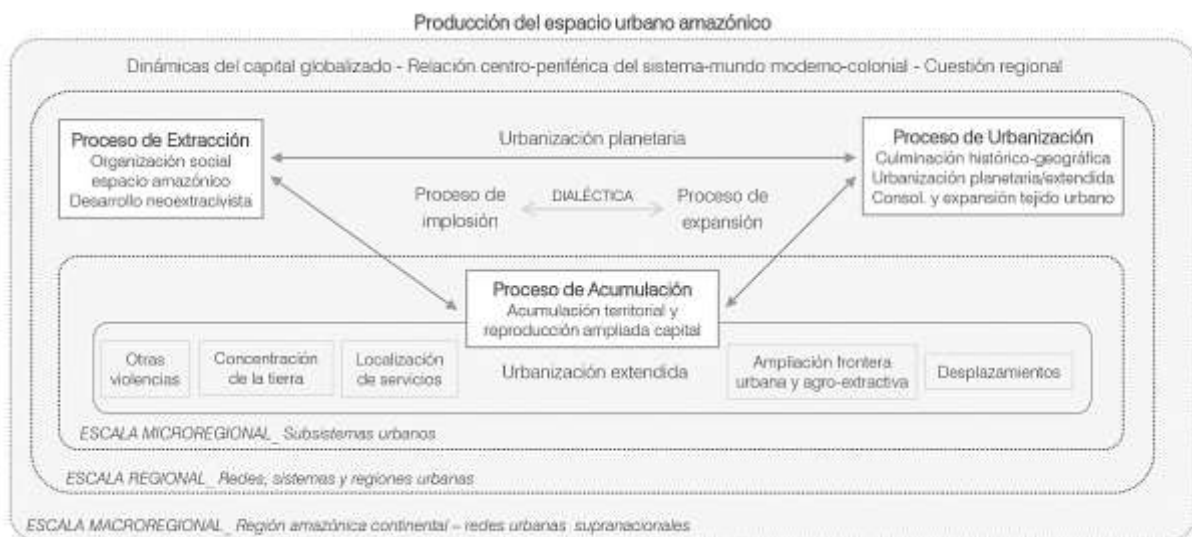 Producción del espacio urbano amazónico
Dinámicas del capital globalizado - Relación centro-periférica del sistema-mundo moderno-colonial - Cuestión regional
Proceso de Extracción
Organización social
espacio amazónico
Desarrollo neoextractivista
Urbanización planetaria
Proceso de Urbanización
Culminación histórico-geográfica
Urbanización planetaria/extendida
Consol. y expansión tejido urbano
Proceso de
implosión
DIALÉCTICA
Proceso de
expansión
Proceso de Acumulación
Acumulación territorial y
reproducción ampliada capital
Otras
violencias
Concentración
de la tierra
Localización
de servicios
Urbanización extendida
Ampliación frontera
urbana y agro-extractiva
Desplazamientos
ESCALA MICROREGIONAL_ Subsistemas urbanos
ESCALA REGIONAL_ Redes, sistemas y regiones urbanas
ESCALA MACROREGIONAL_ Región amazónica continental – redes urbanas supranacionales